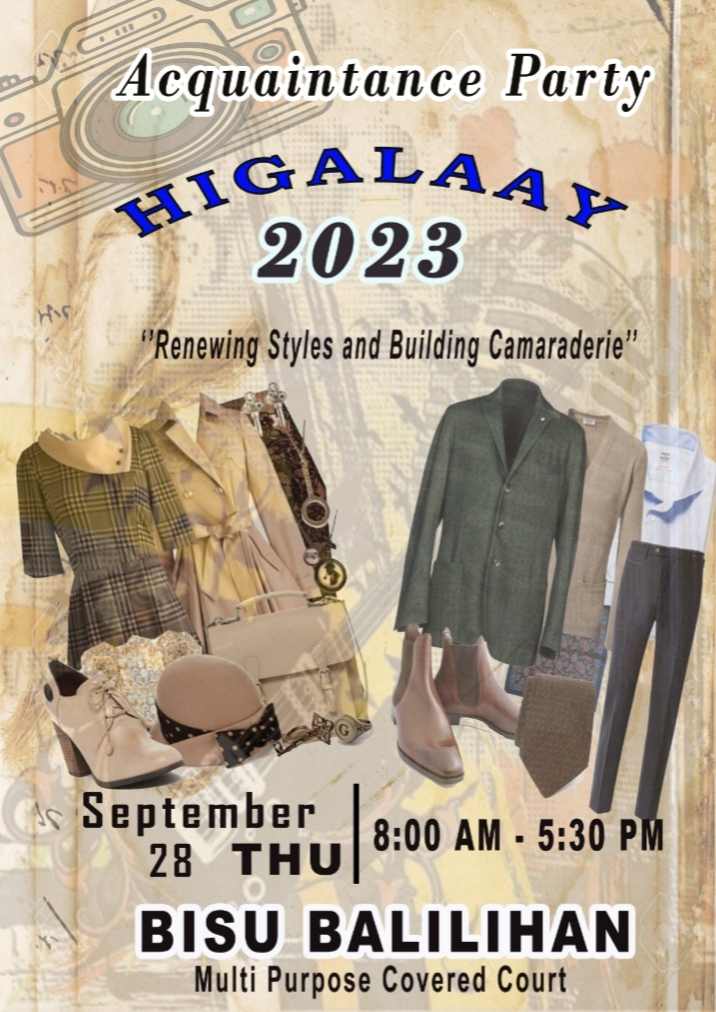 Acquaintance Party
HIGALAAY
2023
‘’Renewing Styles and Building Camaraderie’’
September
28 THU
8:00 AM - 5:30 PM
BISU BALILIHAN
Multi Purpose Covered Court